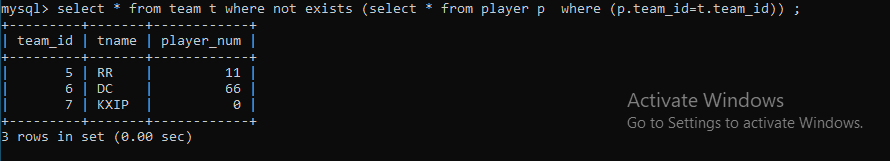 mysql> select * from team t where not exists (select * from player p  where (p.team_id=t.team_id)) ;
+---------+-------+------------+
| team_id | tname | player_num |
+---------+-------+------------+
|       5 | RR    |         11 |
|       6 | DC    |         66 |
|       7 | KXIP  |          0 |
+---------+-------+------------+
3 rows in set (0.00 sec)
Activate Windows
Go to Settings to activate Windows.